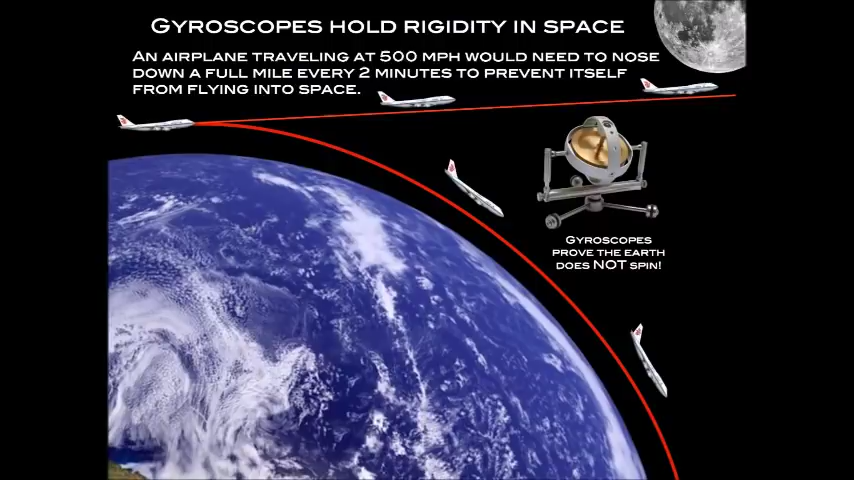 Gyroscopes hold rigidity in space
An airplane traveling at 500 mph would need to nose
down a full mile every 2 minutes to prevent itself
from flying into space.
Gyroscopes
prove the earth
does NOT spin!